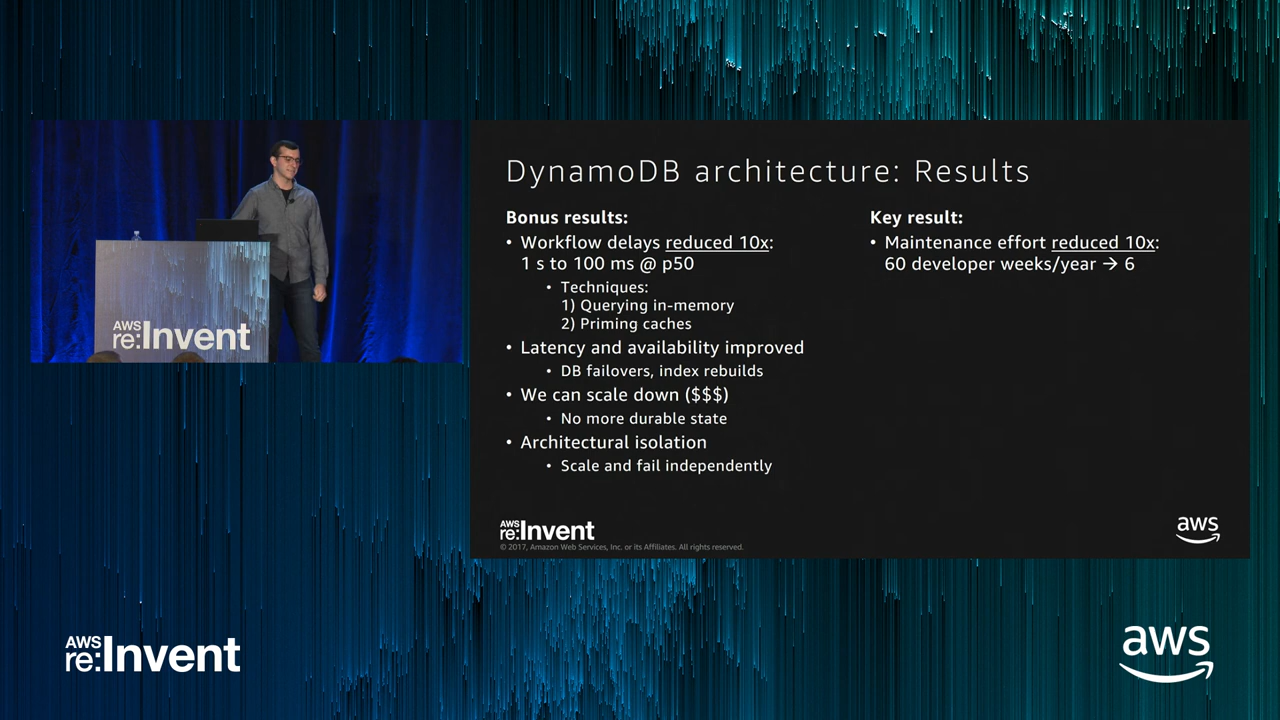 DynamoDB architecture: Results
Bonus results:
• Workflow delays reduced 10x:
1 s to 100 ms @ p50
• Techniques:
1) Querying in-memory
2) Priming caches
• Latency and availability improved
• DB failovers, index rebuilds
• We can scale down ($$$)
• No more durable state
• Architectural isolation
• Scale and fail independently
Key result:
• Maintenance effort reduced 10x:
60 developer weeks/year → 6
AWS
re:Invent
© 2017, Amazon Web Services, Inc. or its Affiliates. All rights reserved.
aws
AWS
re:Invent
AWS
re:Invent
aws